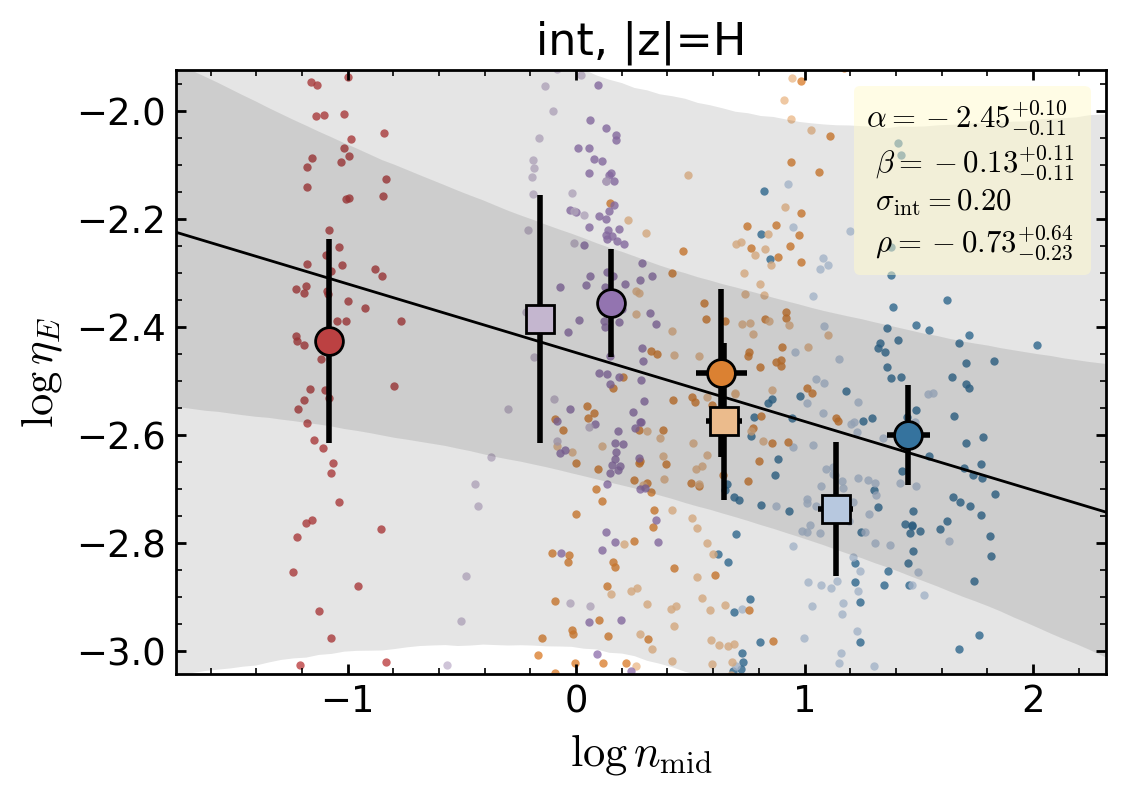 int, |z|=H
α = −2.45^{+0.10}_{−0.11}
β = −0.13^{+0.11}_{−0.11}
σ_int = 0.20
ρ = −0.73^{+0.64}_{−0.23}
log η_E
−2.0
−2.2
−2.4
−2.6
−2.8
−3.0
−1 0 1 2
log n_mid